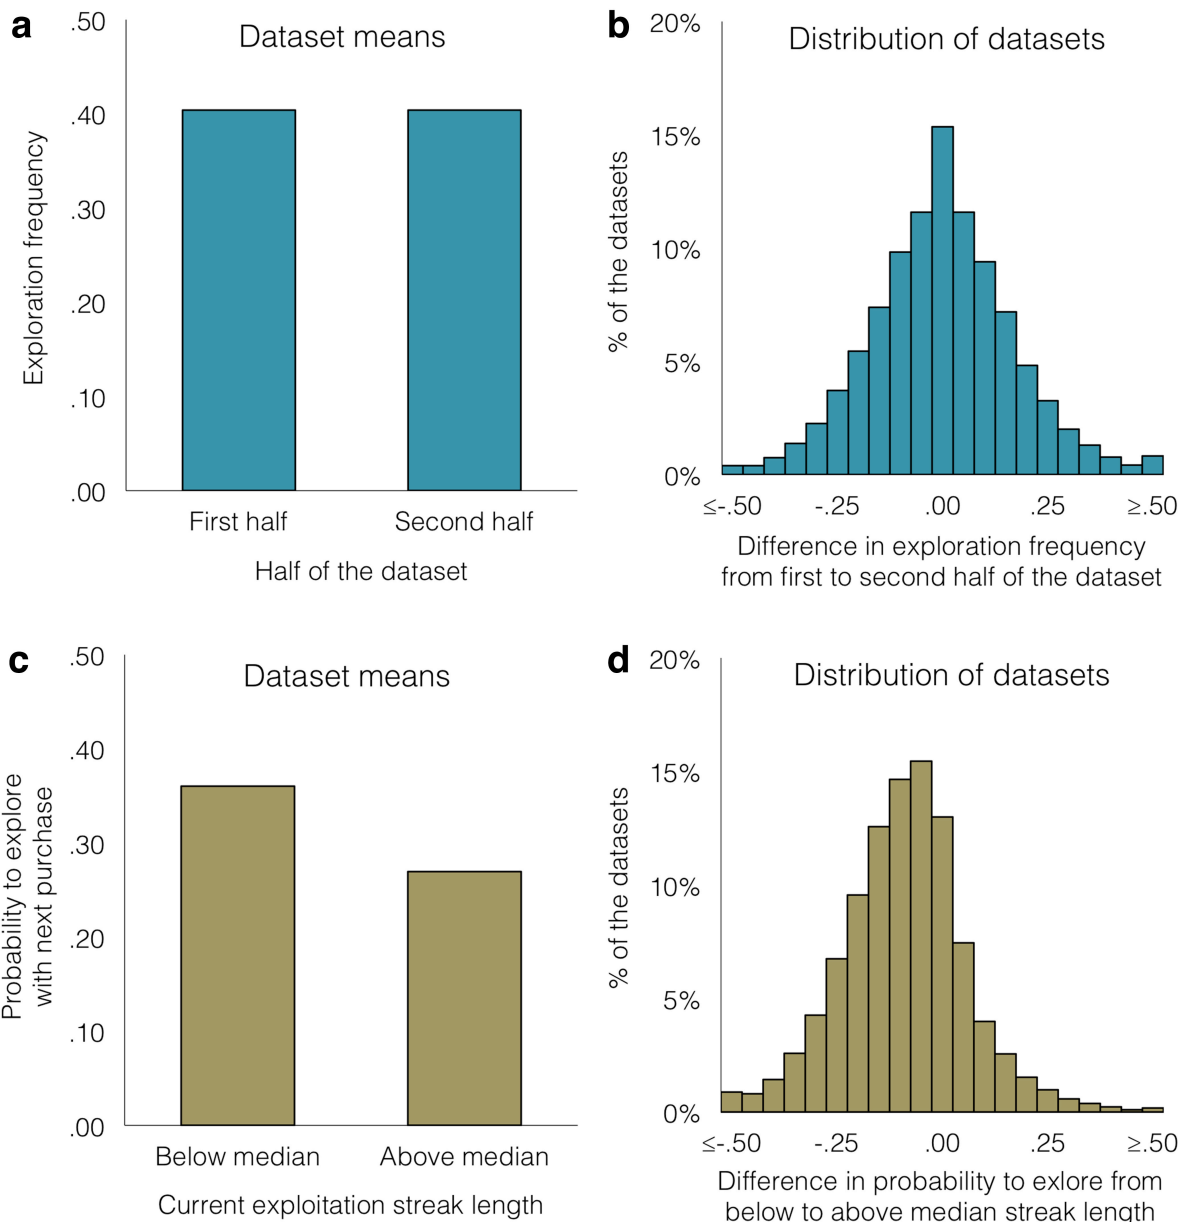 a
Dataset means
.50
.40
.30
.20
.10
.00
Exploration frequency
First half
Second half
Half of the dataset
b
Distribution of datasets
20%
15%
10%
5%
0%
% of the datasets
≤-.50
-.25
.00
.25
≥.50
Difference in exploration frequency
from first to second half of the dataset
c
Dataset means
.50
.40
.30
.20
.10
.00
Probability to explore
with next purchase
Below median
Above median
Current exploitation streak length
d
Distribution of datasets
20%
15%
10%
5%
0%
% of the datasets
≤-.50
-.25
.00
.25
≥.50
Difference in probability to exlore from
below to above median streak length